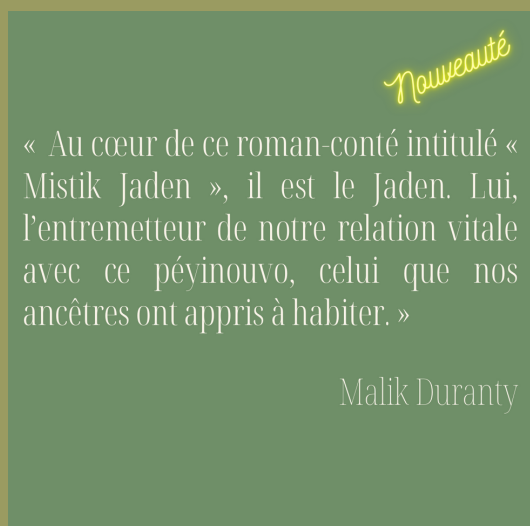 Nouveauté
«  Au cœur de ce roman-conté intitulé «
Mistik Jaden », il est le Jaden. Lui,
l’entremetteur de notre relation vitale
avec ce péyinouvo, celui que nos
ancêtres ont appris à habiter. »
Malik Duranty